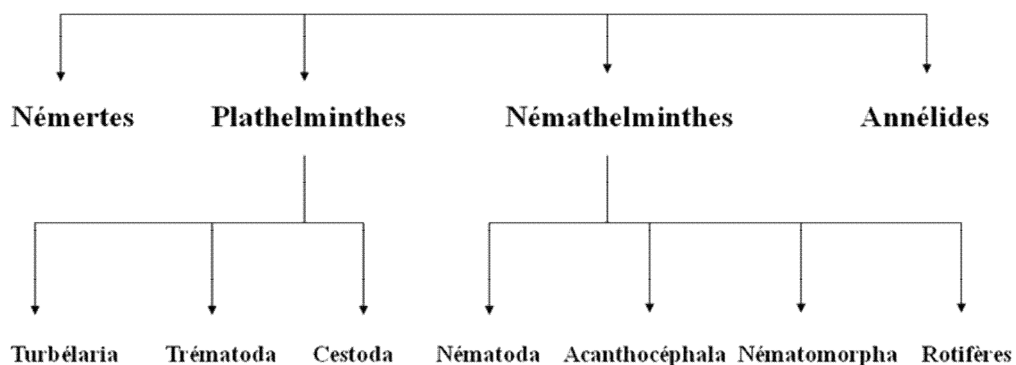 Némertes Plathelminthes Némathelminthes Annélides
Turbélaria Trématoda Cestoda Nématoda Acanthocéphala Nématomorpha Rotifères